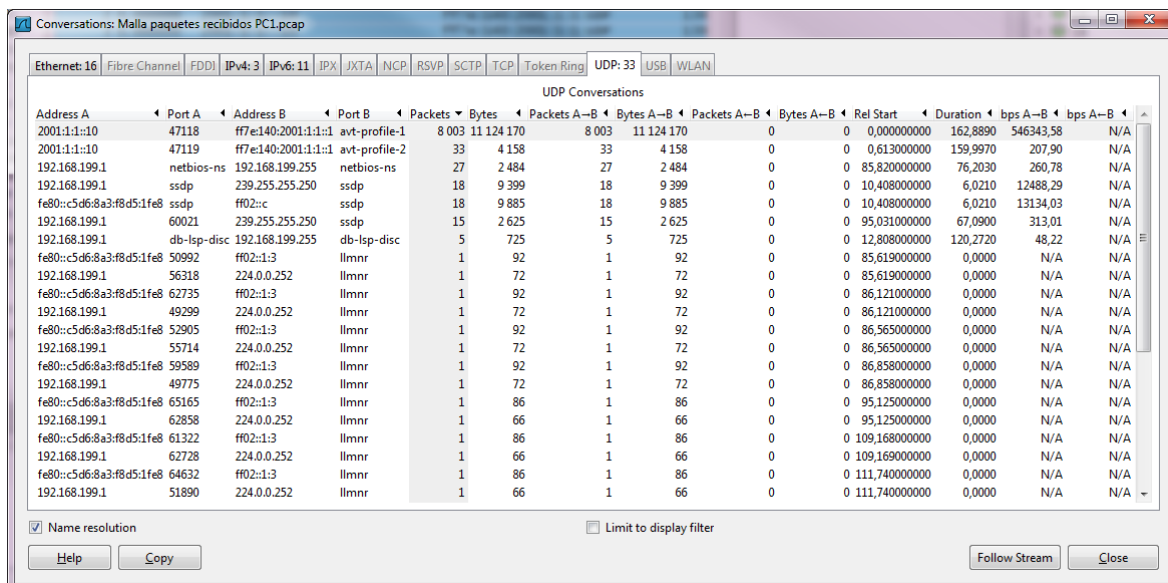 Conversations: Malla paquetes recibidos PC1.pcap
Ethernet: 16 Fibre Channel FDDI IPv4: 3 IPv6: 11 IPX JXTA NCP RSVP SCTP TCP Token Ring UDP: 33 USB WLAN
UDP Conversations
Address A Port A Address B Port B Packets Bytes Packets A→B Bytes A→B Packets A←B Bytes A←B Rel Start Duration bps A→B bps A←B
2001:1:1::10 47118 ff7e:140:2001:1:1::1 avt-profile-1 8 003 11 124 170 8 003 11 124 170 0 0 0,000000000 162,8890 546343,58 N/A
2001:1:1::10 47119 ff7e:140:2001:1:1::1 avt-profile-2 33 4 158 33 4 158 0 0 0,613000000 159,9970 207,90 N/A
192.168.199.1 netbios-ns 192.168.199.255 netbios-ns 27 2 484 27 2 484 0 0 85,820000000 76,2030 260,78 N/A
192.168.199.1 ssdp 239.255.255.250 ssdp 18 9 399 18 9 399 0 0 10,408000000 6,0210 12488,29 N/A
fe80::c5d6:8a3:f8d5:1fe8 ssdp ff02::c ssdp 18 9 885 18 9 885 0 0 10,408000000 6,0210 13134,03 N/A
192.168.199.1 60021 239.255.255.250 ssdp 15 2 625 15 2 625 0 0 95,031000000 67,0900 313,01 N/A
192.168.199.1 db-lsp-disc 192.168.199.255 db-lsp-disc 5 725 5 725 0 0 12,808000000 120,2720 48,22 N/A
fe80::c5d6:8a3:f8d5:1fe8 50992 ff02::1:3 llmnr 1 92 1 92 0 0 85,619000000 0,0000 N/A N/A
192.168.199.1 56318 224.0.0.252 llmnr 1 72 1 72 0 0 85,619000000 0,0000 N/A N/A
fe80::c5d6:8a3:f8d5:1fe8 62735 ff02::1:3 llmnr 1 92 1 92 0 0 86,121000000 0,0000 N/A N/A
192.168.199.1 49299 224.0.0.252 llmnr 1 72 1 72 0 0 86,121000000 0,0000 N/A N/A
fe80::c5d6:8a3:f8d5:1fe8 52905 ff02::1:3 llmnr 1 92 1 92 0 0 86,565000000 0,0000 N/A N/A
192.168.199.1 55714 224.0.0.252 llmnr 1 72 1 72 0 0 86,565000000 0,0000 N/A N/A
fe80::c5d6:8a3:f8d5:1fe8 59589 ff02::1:3 llmnr 1 92 1 92 0 0 86,858000000 0,0000 N/A N/A
192.168.199.1 49775 224.0.0.252 llmnr 1 72 1 72 0 0 86,858000000 0,0000 N/A N/A
fe80::c5d6:8a3:f8d5:1fe8 65165 ff02::1:3 llmnr 1 86 1 86 0 0 95,125000000 0,0000 N/A N/A
192.168.199.1 62858 224.0.0.252 llmnr 1 66 1 66 0 0 95,125000000 0,0000 N/A N/A
fe80::c5d6:8a3:f8d5:1fe8 61322 ff02::1:3 llmnr 1 86 1 86 0 0 109,168000000 0,0000 N/A N/A
192.168.199.1 62728 224.0.0.252 llmnr 1 66 1 66 0 0 109,169000000 0,0000 N/A N/A
fe80::c5d6:8a3:f8d5:1fe8 64632 ff02::1:3 llmnr 1 86 1 86 0 0 111,740000000 0,0000 N/A N/A
192.168.199.1 51890 224.0.0.252 llmnr 1 66 1 66 0 0 111,740000000 0,0000 N/A N/A
Name resolution Limit to display filter
Help Copy Follow Stream Close